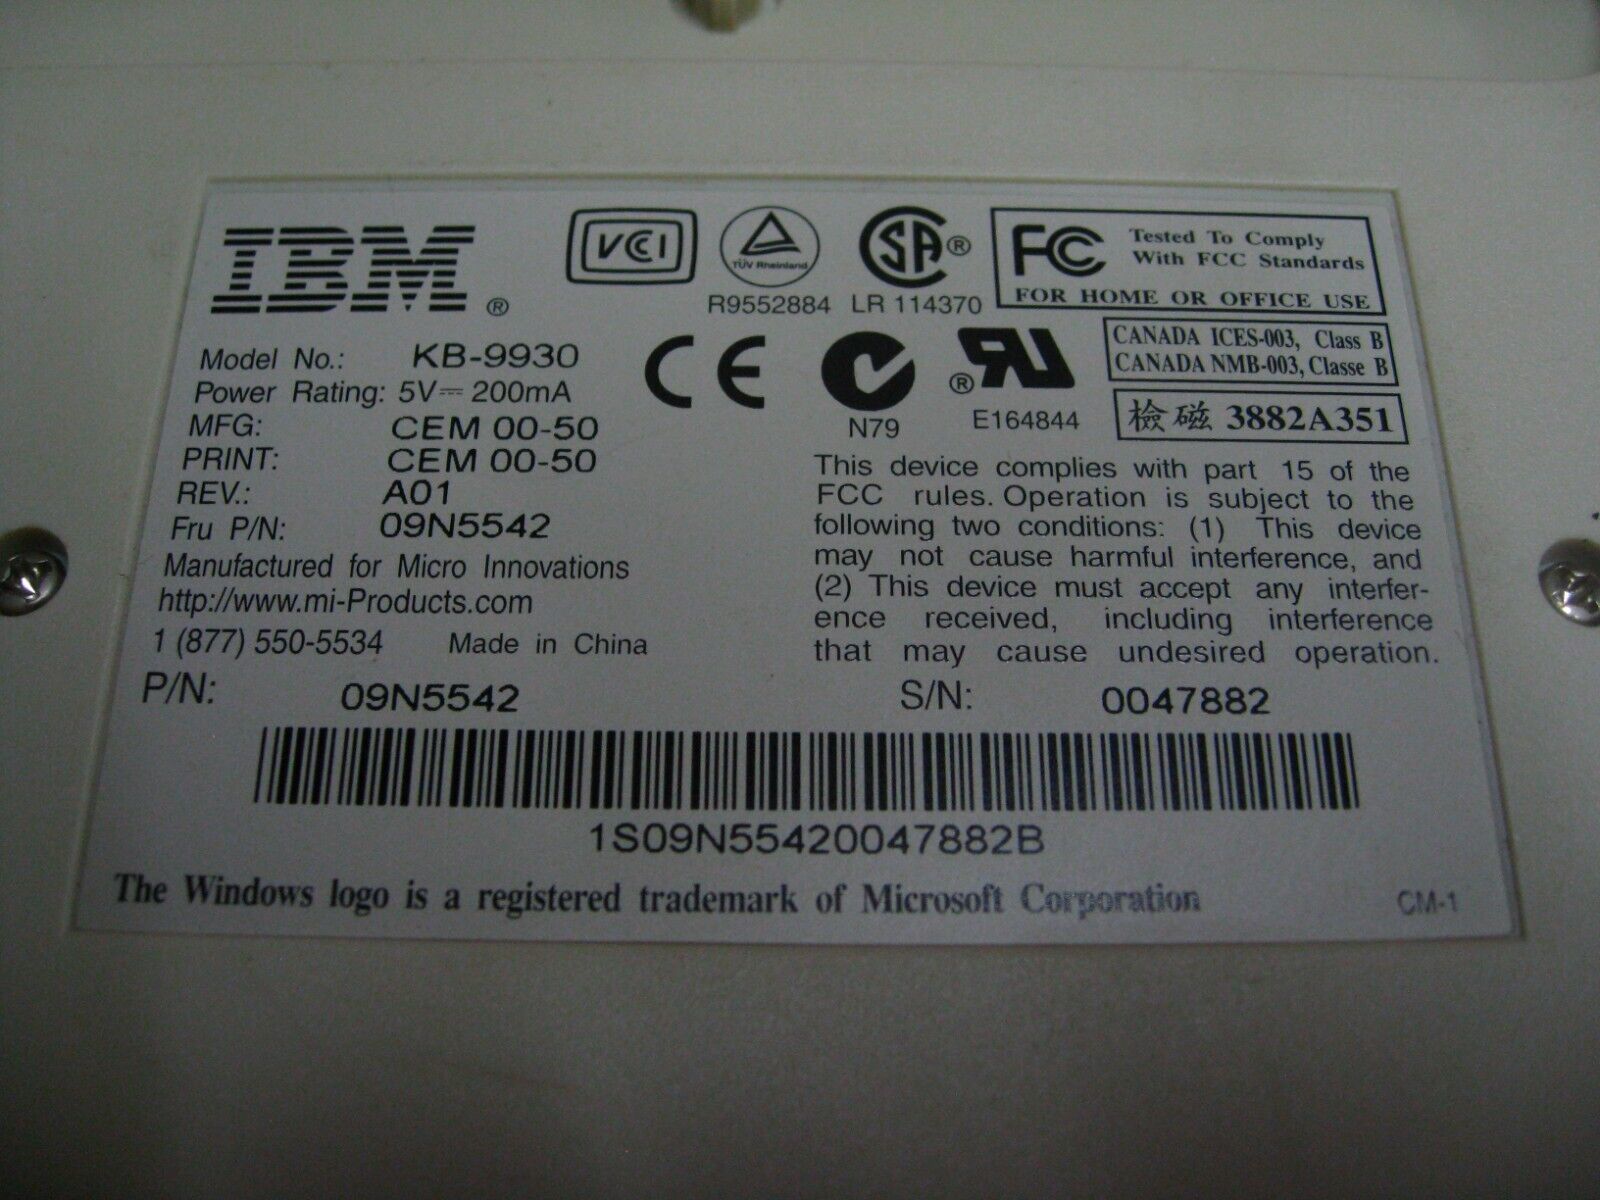 IBM ®
VCCI
TÜV Rheinland
R9552884
SA ®
LR 114370
FC Tested To Comply
With FCC Standards
FOR HOME OR OFFICE USE
Model No.: KB-9930
Power Rating: 5V⎓ 200mA
MFG: CEM 00-50
PRINT: CEM 00-50
REV.: A01
Fru P/N: 09N5542
Manufactured for Micro Innovations
http://www.mi-Products.com
1 (877) 550-5534 Made in China
CE
N79
® UR
E164844
CANADA ICES-003, Class B
CANADA NMB-003, Classe B
檢磁 3882A351
This device complies with part 15 of the
FCC rules. Operation is subject to the
following two conditions: (1) This device
may not cause harmful interference, and
(2) This device must accept any interfer-
ence received, including interference
that may cause undesired operation.
P/N: 09N5542
S/N: 0047882
1S09N55420047882B
The Windows logo is a registered trademark of Microsoft Corporation
CM-1